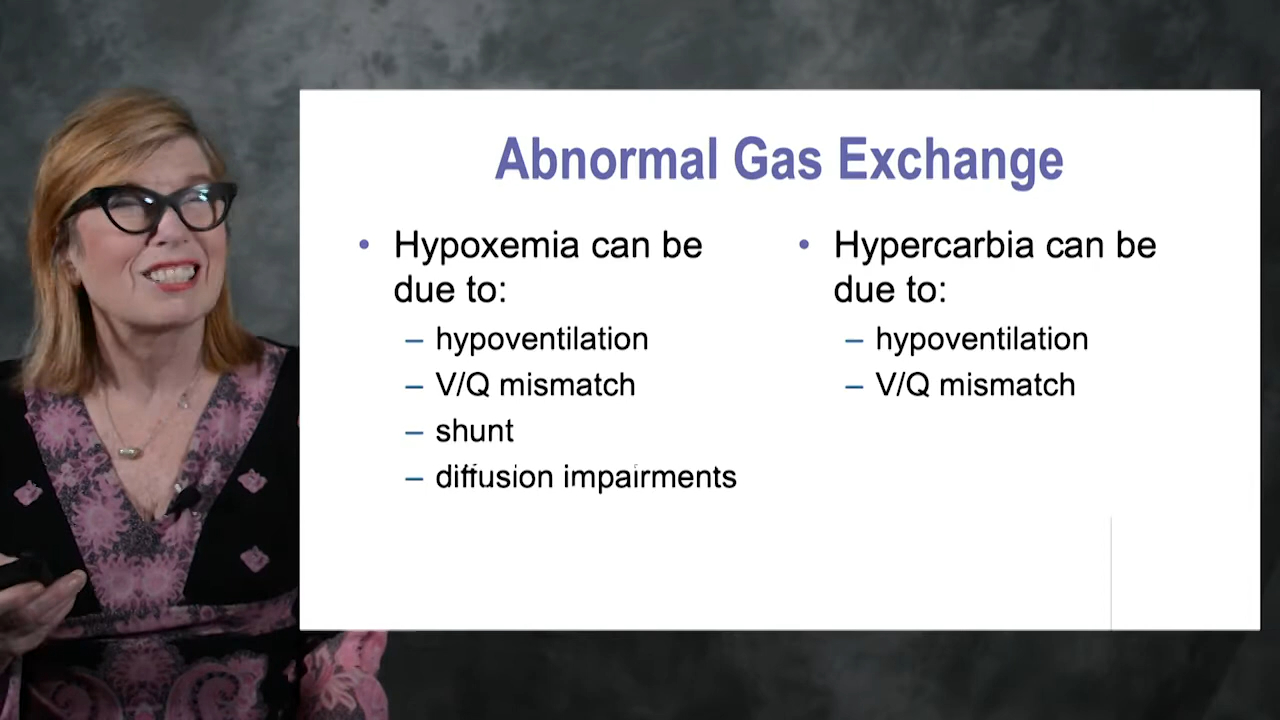 Abnormal Gas Exchange
• Hypoxemia can be
due to:
– hypoventilation
– V/Q mismatch
– shunt
– diffusion impairments
• Hypercarbia can be
due to:
– hypoventilation
– V/Q mismatch